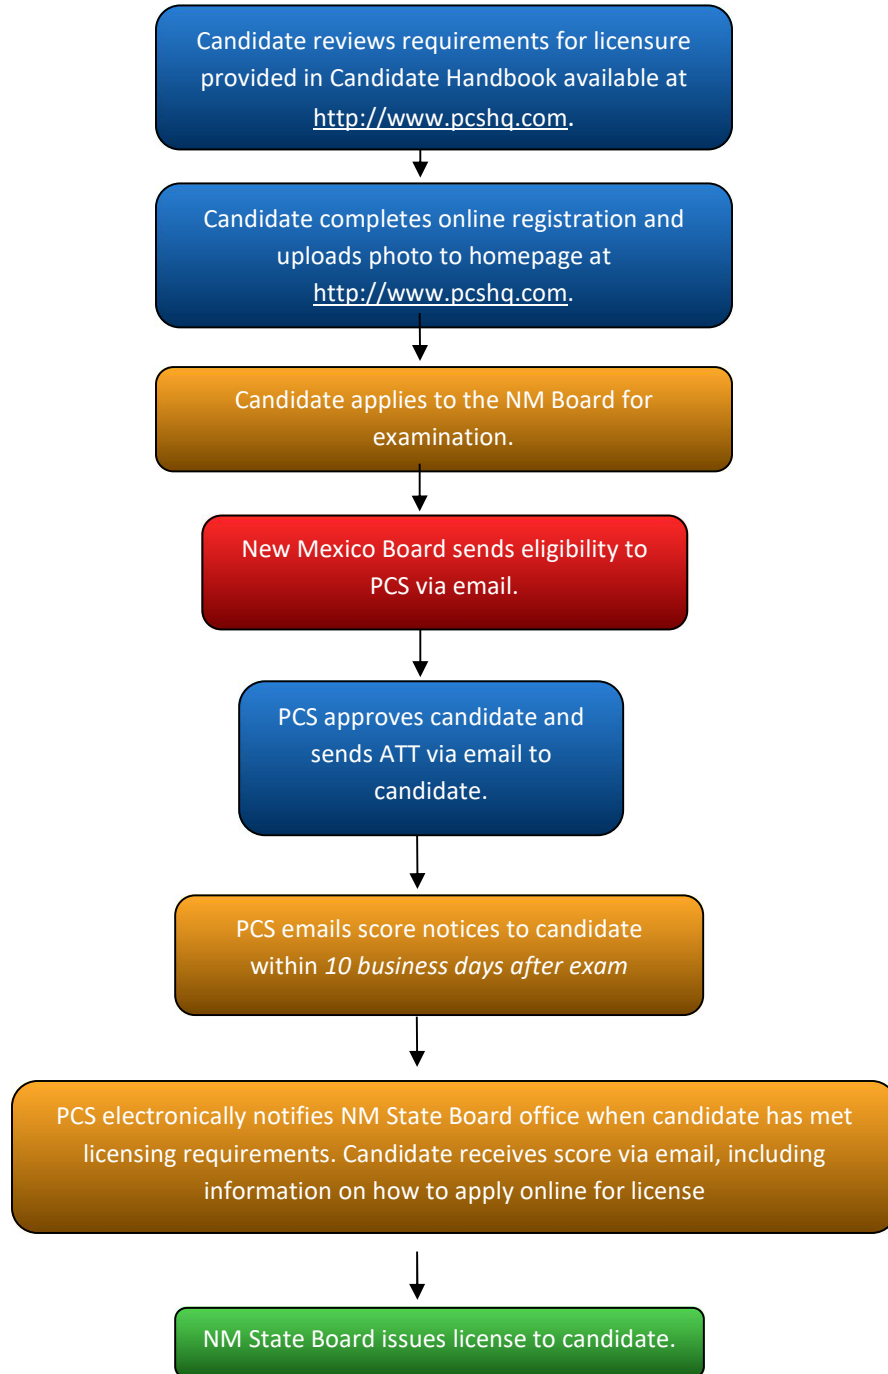 Candidate reviews requirements for licensure
provided in Candidate Handbook available at
http://www.pcshq.com.
Candidate completes online registration and
uploads photo to homepage at
http://www.pcshq.com.
Candidate applies to the NM Board for
examination.
New Mexico Board sends eligibility to
PCS via email.
PCS approves candidate and
sends ATT via email to
candidate.
PCS emails score notices to candidate
within 10 business days after exam
PCS electronically notifies NM State Board office when candidate has met
licensing requirements. Candidate receives score via email, including
information on how to apply online for license
NM State Board issues license to candidate.